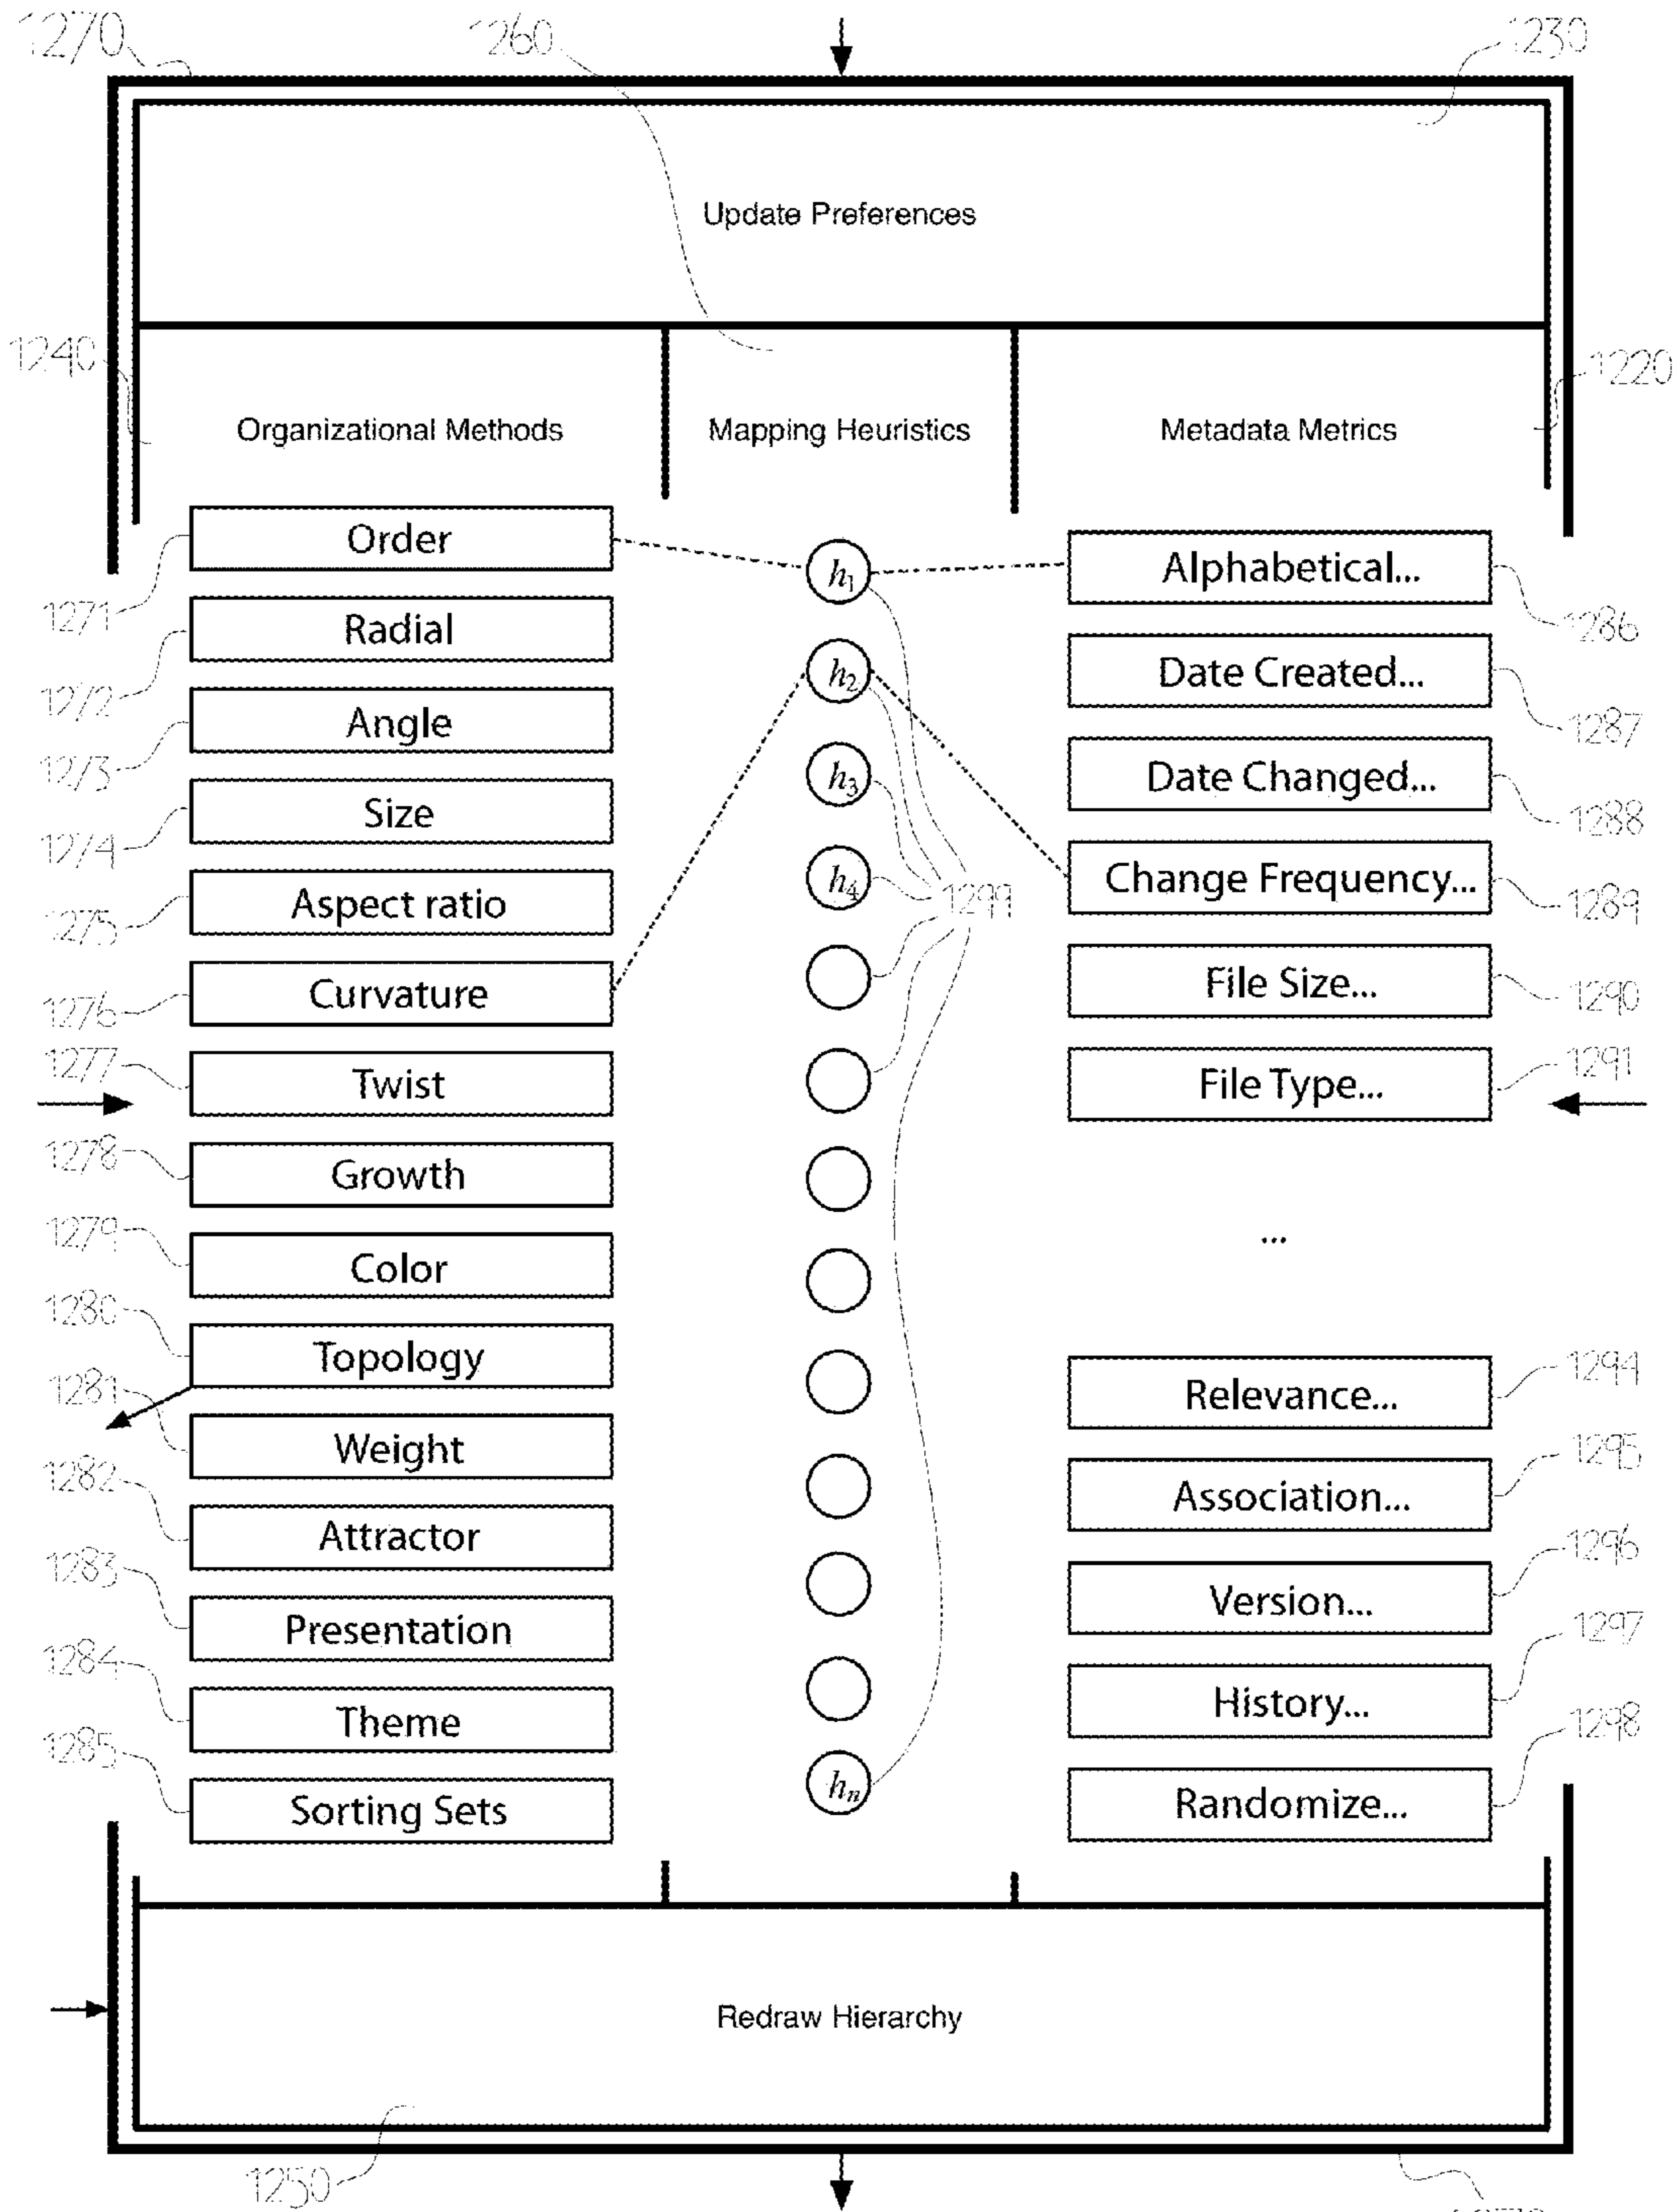 1270
1260
1230
Update Preferences
1240
1220
Organizational Methods
Mapping Heuristics
Metadata Metrics
Order
h1
Alphabetical...
1271
1286
Radial
h2
Date Created...
1272
1287
Angle
h3
Date Changed...
1273
1288
Size
h4
Change Frequency...
1274
1299
1289
Aspect ratio
1275
File Size...
1290
Curvature
1276
1277
Twist
File Type...
1291
1278
Growth
1279
Color
1280
Topology
1281
Relevance...
1294
Weight
1282
Association...
1295
Attractor
1283
Version...
1296
Presentation
1284
History...
1297
Theme
1285
hn
Randomize...
1298
Sorting Sets
Redraw Hierarchy
1250